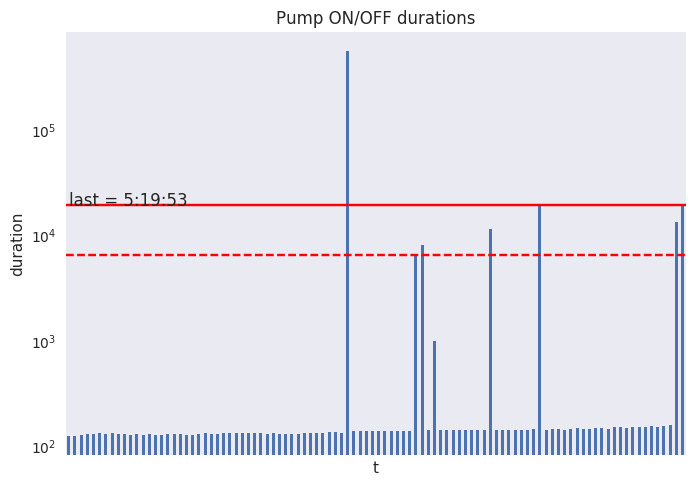 Pump ON/OFF durations
duration
10^5
last = 5:19:53
10^4
10^3
10^2
t